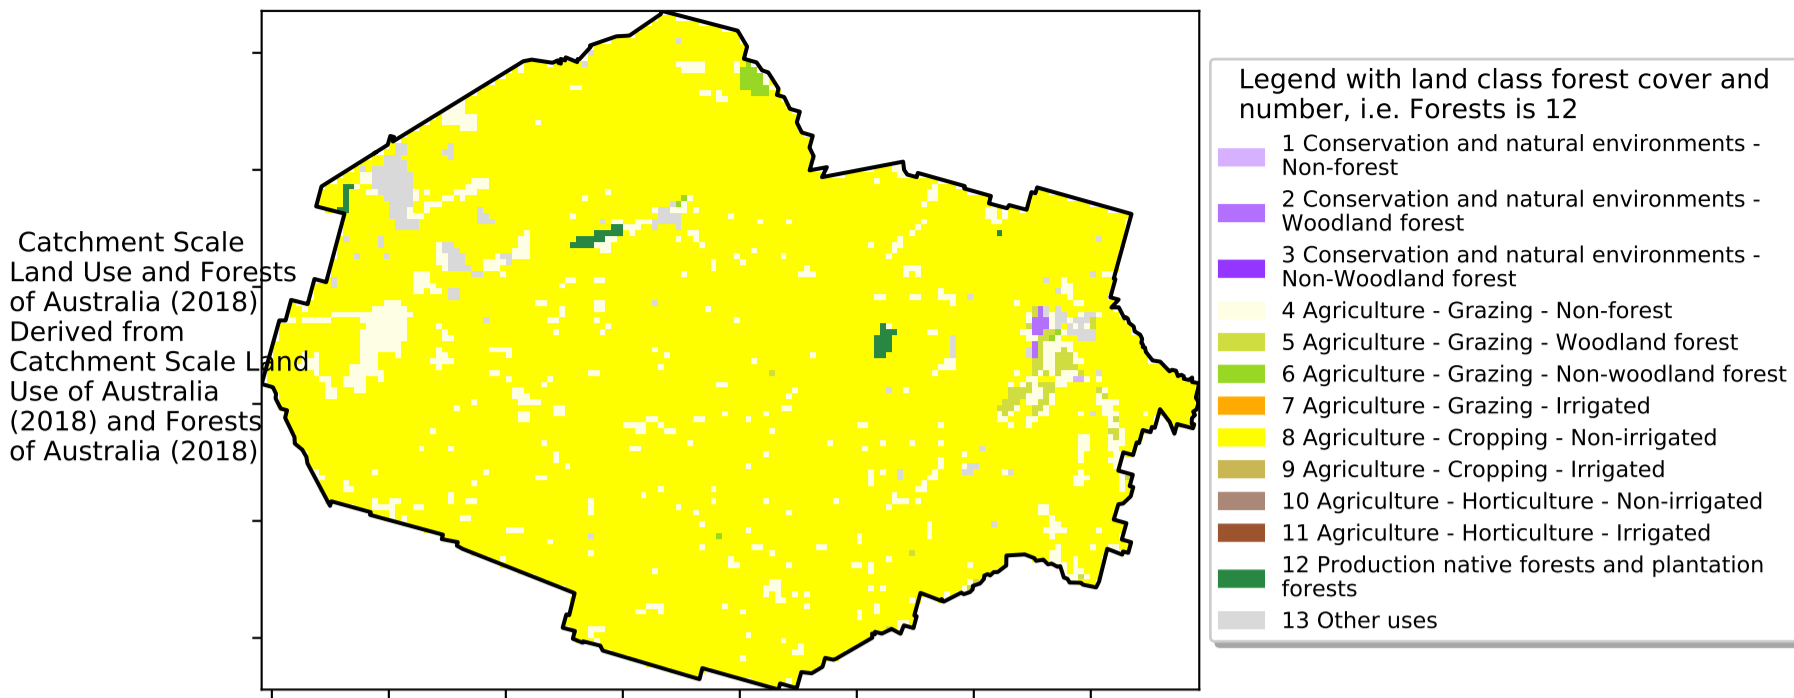 Catchment Scale
Land Use and Forests
of Australia (2018)
Derived from
Catchment Scale Land
Use of Australia
(2018) and Forests
of Australia (2018)
Legend with land class forest cover and
number, i.e. Forests is 12
1 Conservation and natural environments -
Non-forest
2 Conservation and natural environments -
Woodland forest
3 Conservation and natural environments -
Non-Woodland forest
4 Agriculture - Grazing - Non-forest
5 Agriculture - Grazing - Woodland forest
6 Agriculture - Grazing - Non-woodland forest
7 Agriculture - Grazing - Irrigated
8 Agriculture - Cropping - Non-irrigated
9 Agriculture - Cropping - Irrigated
10 Agriculture - Horticulture - Non-irrigated
11 Agriculture - Horticulture - Irrigated
12 Production native forests and plantation
forests
13 Other uses